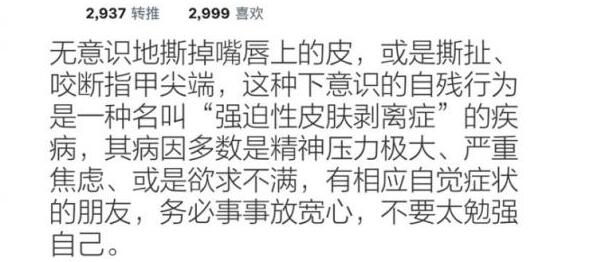 2,937 转推 2,999 喜欢
无意识地撕掉嘴唇上的皮，或是撕扯、
咬断指甲尖端，这种下意识的自残行为
是一种名叫“强迫性皮肤剥离症”的疾
病，其病因多数是精神压力极大、严重
焦虑、或是欲求不满，有相应自觉症状
的朋友，务必事事放宽心，不要太勉强
自己。